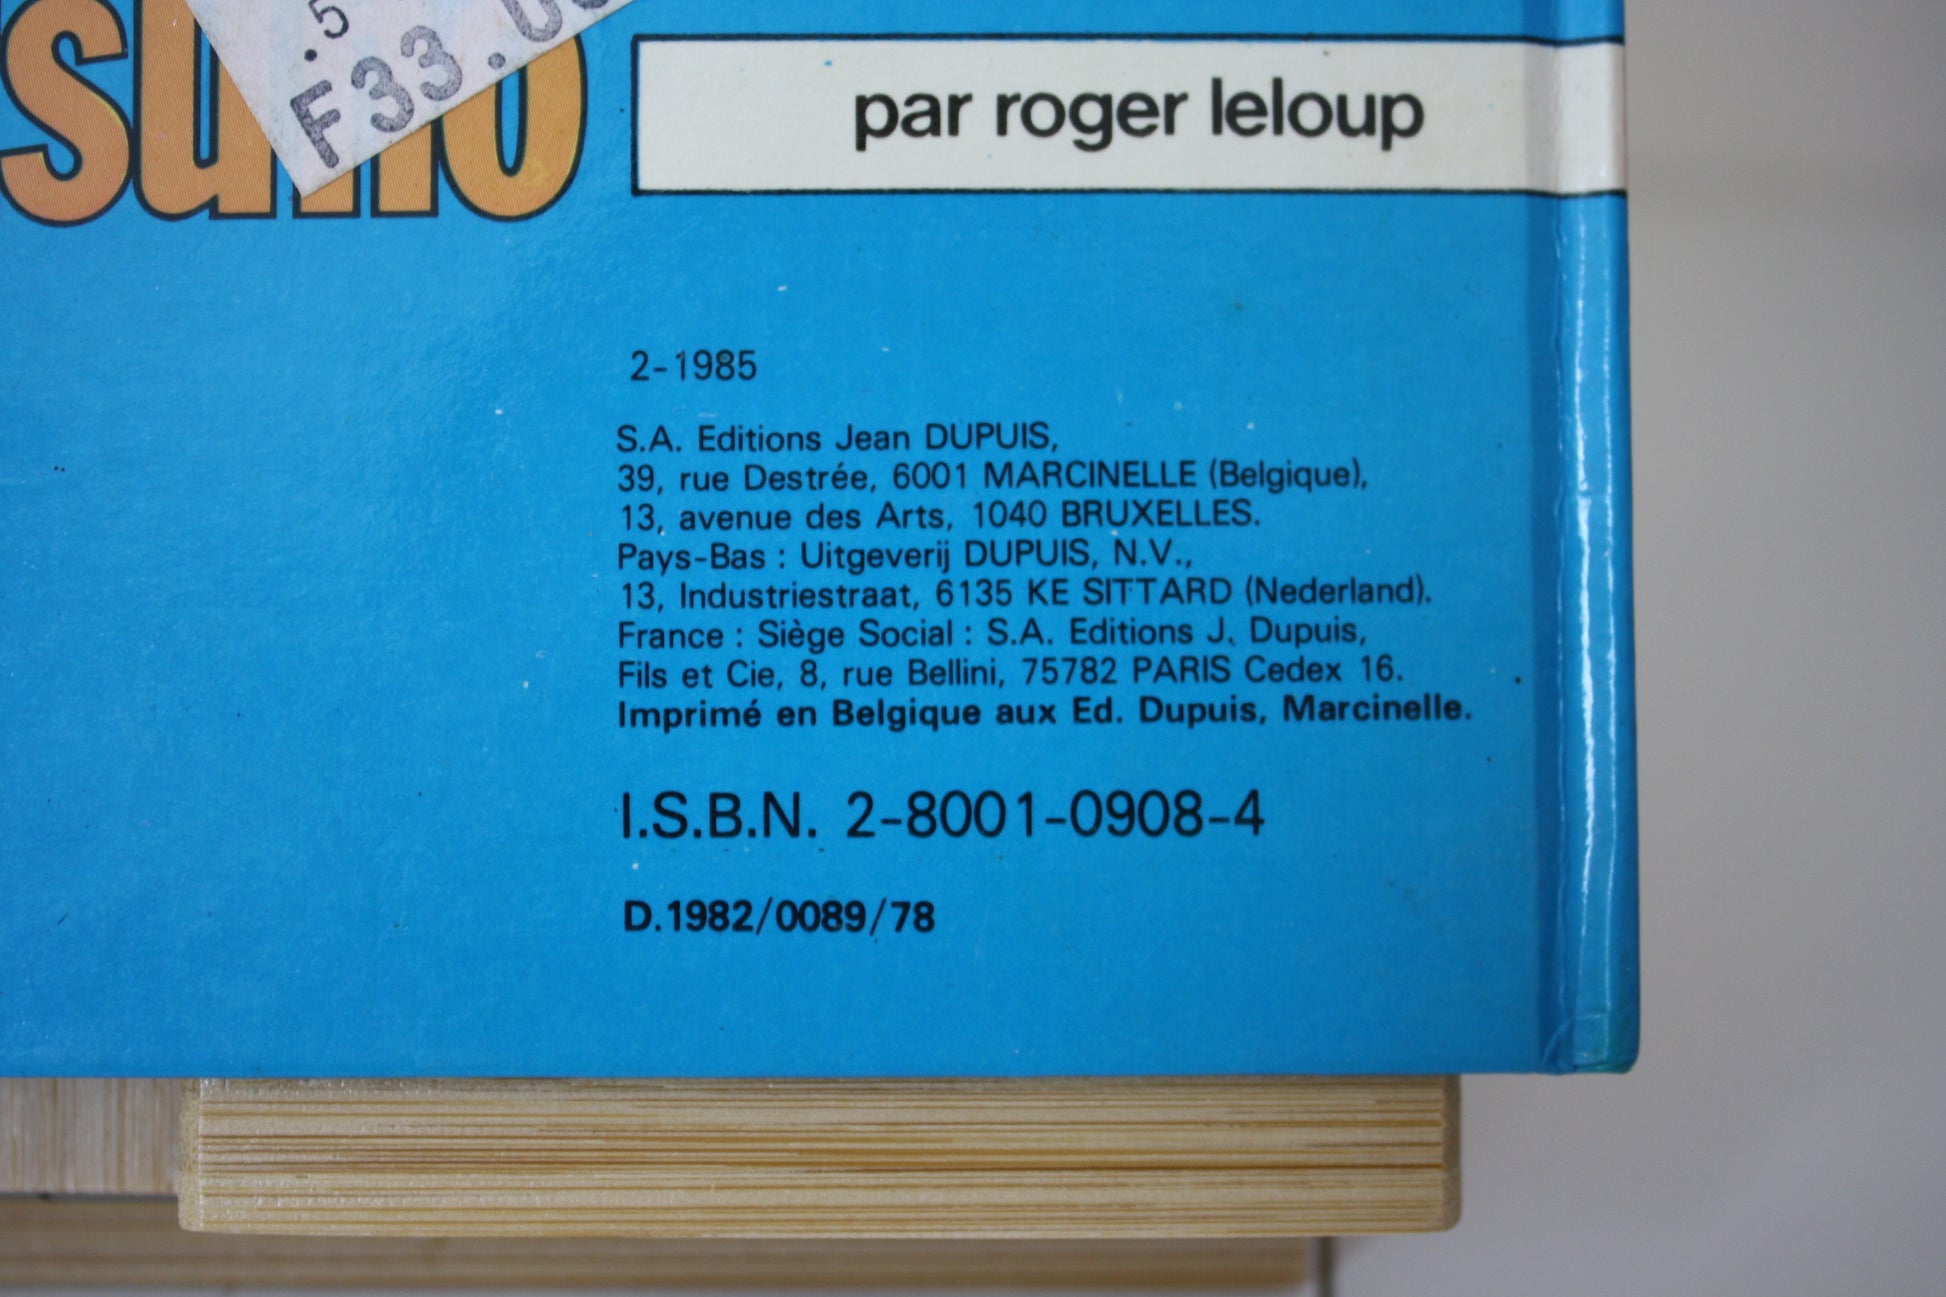 .5
F33.0
par roger leloup
2-1985
S.A. Editions Jean DUPUIS,
39, rue Destrée, 6001 MARCINELLE (Belgique),
13, avenue des Arts, 1040 BRUXELLES.
Pays-Bas : Uitgeverij DUPUIS, N.V.,
13, Industriestraat, 6135 KE SITTARD (Nederland).
France : Siège Social : S.A. Editions J. Dupuis,
Fils et Cie, 8, rue Bellini, 75782 PARIS Cedex 16.
Imprimé en Belgique aux Ed. Dupuis, Marcinelle.
I.S.B.N. 2-8001-0908-4
D.1982/0089/78